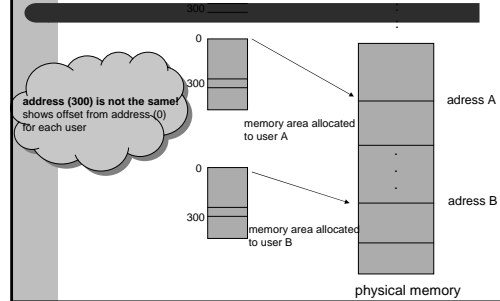 300
0
300
address (300) is not the same!
shows offset from address (0)
for each user
memory area allocated
to user A
adress A
0
300
memory area allocated
to user B
adress B
physical memory